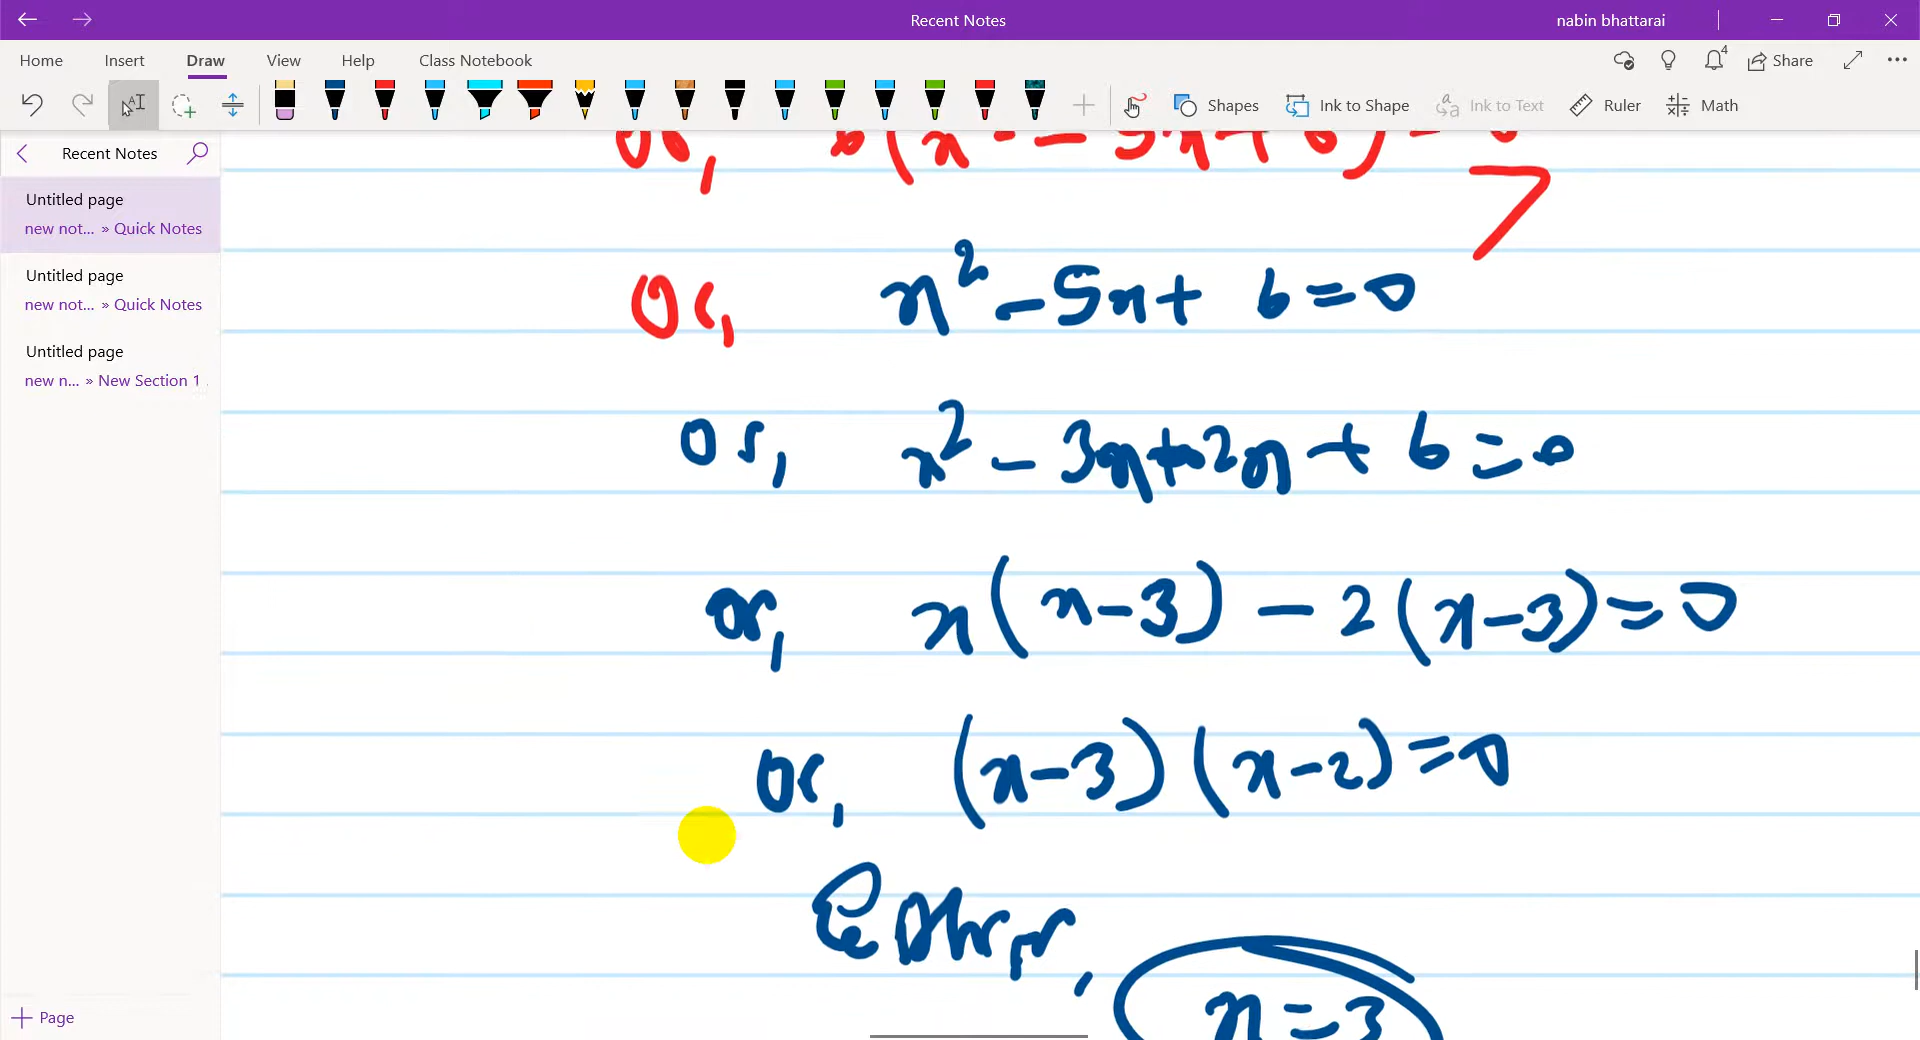 Recent Notes
nabin bhattarai
Home Insert Draw View Help Class Notebook
4
Share
Shapes Ink to Shape Ink to Text Ruler Math
Recent Notes
Untitled page
new not... » Quick Notes
Untitled page
new not... » Quick Notes
Untitled page
new n... » New Section 1
Page
Or, x² - 5x + 6 = 0
Or, x² - 3x + 2x + 6 = 0
or, x(x-3) - 2(x-3) = 0
or, (x-3)(x-2) = 0
x = 3